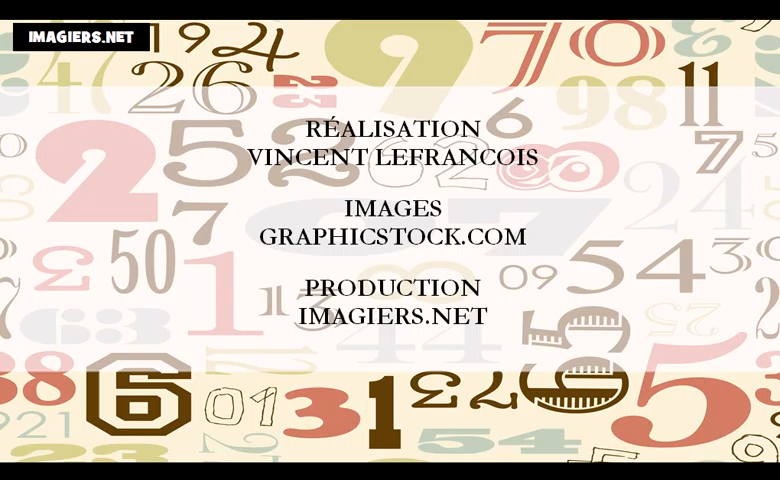 IMAGIERS.NET
RÉALISATION
VINCENT LEFRANCOIS
IMAGES
GRAPHICSTOCK.COM
PRODUCTION
IMAGIERS.NET